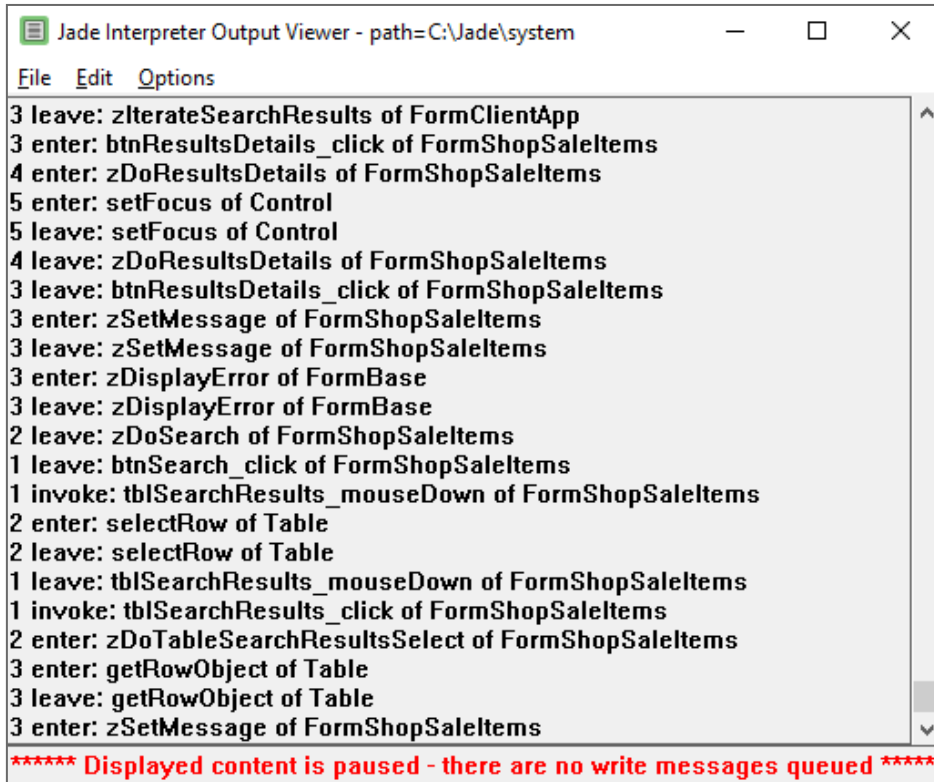 Jade Interpreter Output Viewer - path=C:\Jade\system
File Edit Options
3 leave: zIterateSearchResults of FormClientApp
3 enter: btnResultsDetails_click of FormShopSaleItems
4 enter: zDoResultsDetails of FormShopSaleItems
5 enter: setFocus of Control
5 leave: setFocus of Control
4 leave: zDoResultsDetails of FormShopSaleItems
3 leave: btnResultsDetails_click of FormShopSaleItems
3 enter: zSetMessage of FormShopSaleItems
3 leave: zSetMessage of FormShopSaleItems
3 enter: zDisplayError of FormBase
3 leave: zDisplayError of FormBase
2 leave: zDoSearch of FormShopSaleItems
1 leave: btnSearch_click of FormShopSaleItems
1 invoke: tblSearchResults_mouseDown of FormShopSaleItems
2 enter: selectRow of Table
2 leave: selectRow of Table
1 leave: tblSearchResults_mouseDown of FormShopSaleItems
1 invoke: tblSearchResults_click of FormShopSaleItems
2 enter: zDoTableSearchResultsSelect of FormShopSaleItems
3 enter: getRowObject of Table
3 leave: getRowObject of Table
3 enter: zSetMessage of FormShopSaleItems
****** Displayed content is paused - there are no write messages queued *****